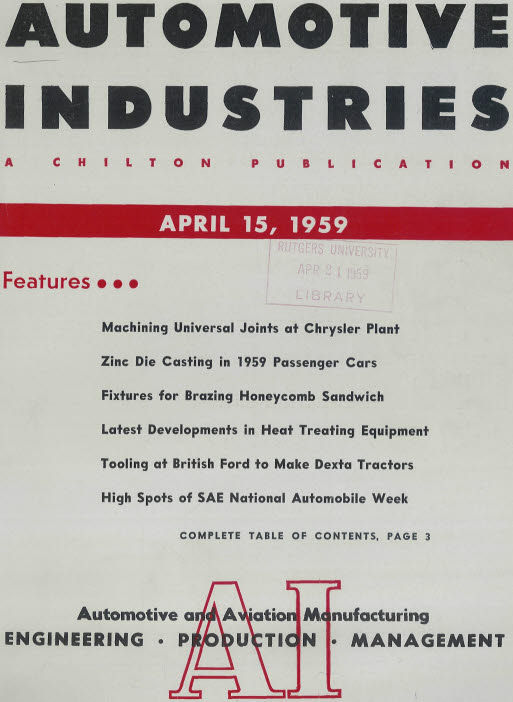 AUTOMOTIVE
INDUSTRIES
A CHILTON PUBLICATION
APRIL 15, 1959
RUTGERS UNIVERSITY
APR 21 1959
LIBRARY
Features •••
Machining Universal Joints at Chrysler Plant
Zinc Die Casting in 1959 Passenger Cars
Fixtures for Brazing Honeycomb Sandwich
Latest Developments in Heat Treating Equipment
Tooling at British Ford to Make Dexta Tractors
High Spots of SAE National Automobile Week
COMPLETE TABLE OF CONTENTS, PAGE 3
AI
Automotive and Aviation Manufacturing
ENGINEERING • PRODUCTION • MANAGEMENT